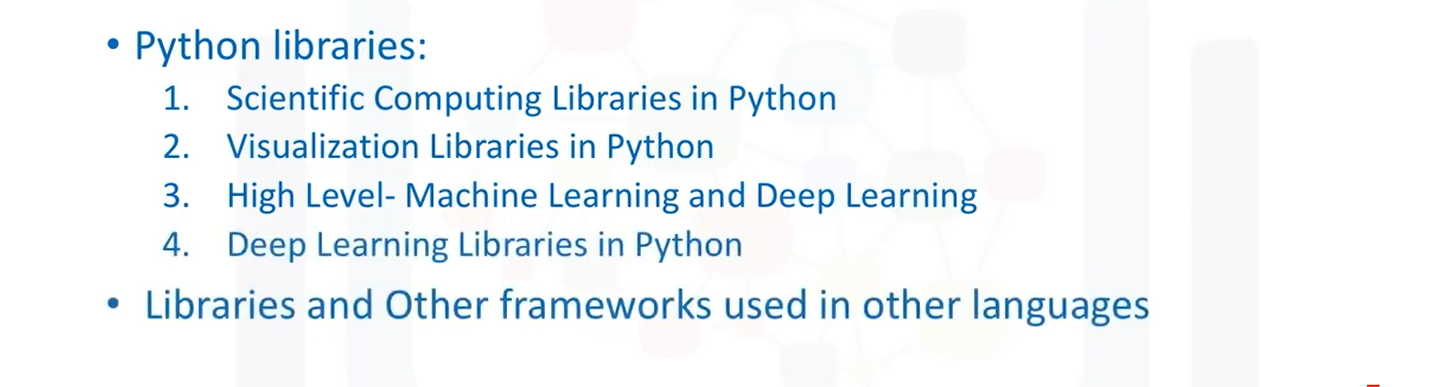 • Python libraries:
1. Scientific Computing Libraries in Python
2. Visualization Libraries in Python
3. High Level- Machine Learning and Deep Learning
4. Deep Learning Libraries in Python
• Libraries and Other frameworks used in other languages